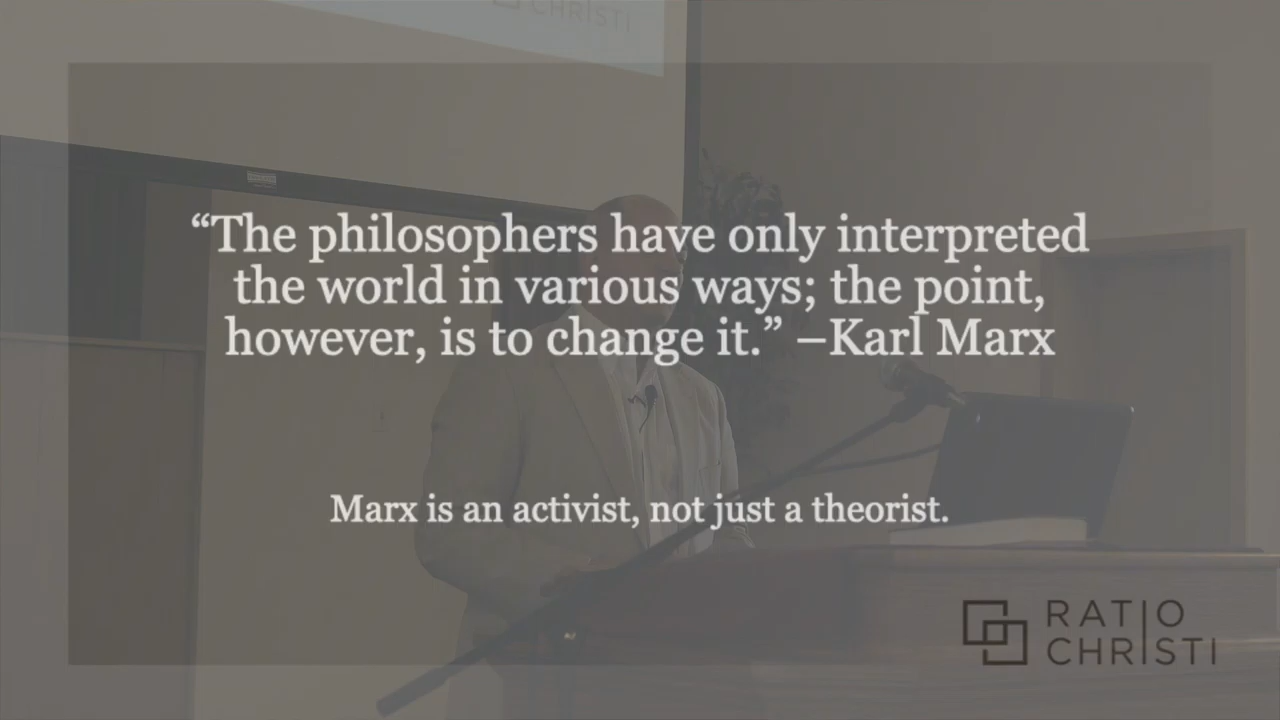 CHRISTI
“The philosophers have only interpreted
the world in various ways; the point,
however, is to change it.” –Karl Marx
Marx is an activist, not just a theorist.
RATIO
CHRISTI